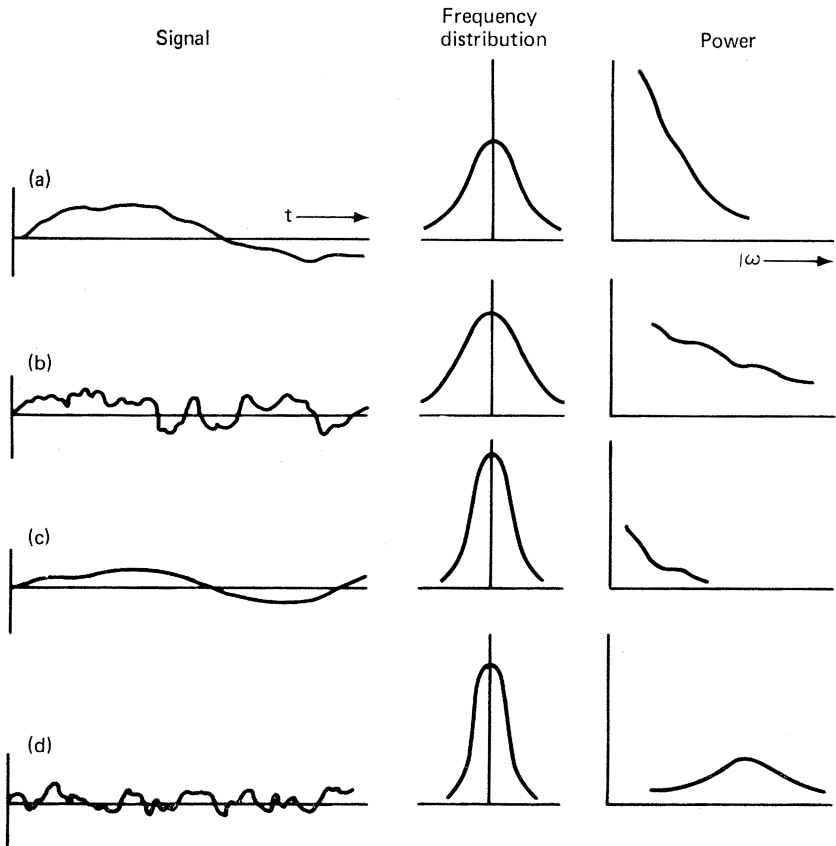 Signal
Frequency
distribution
Power
(a)
t
|ω
(b)
(c)
(d)